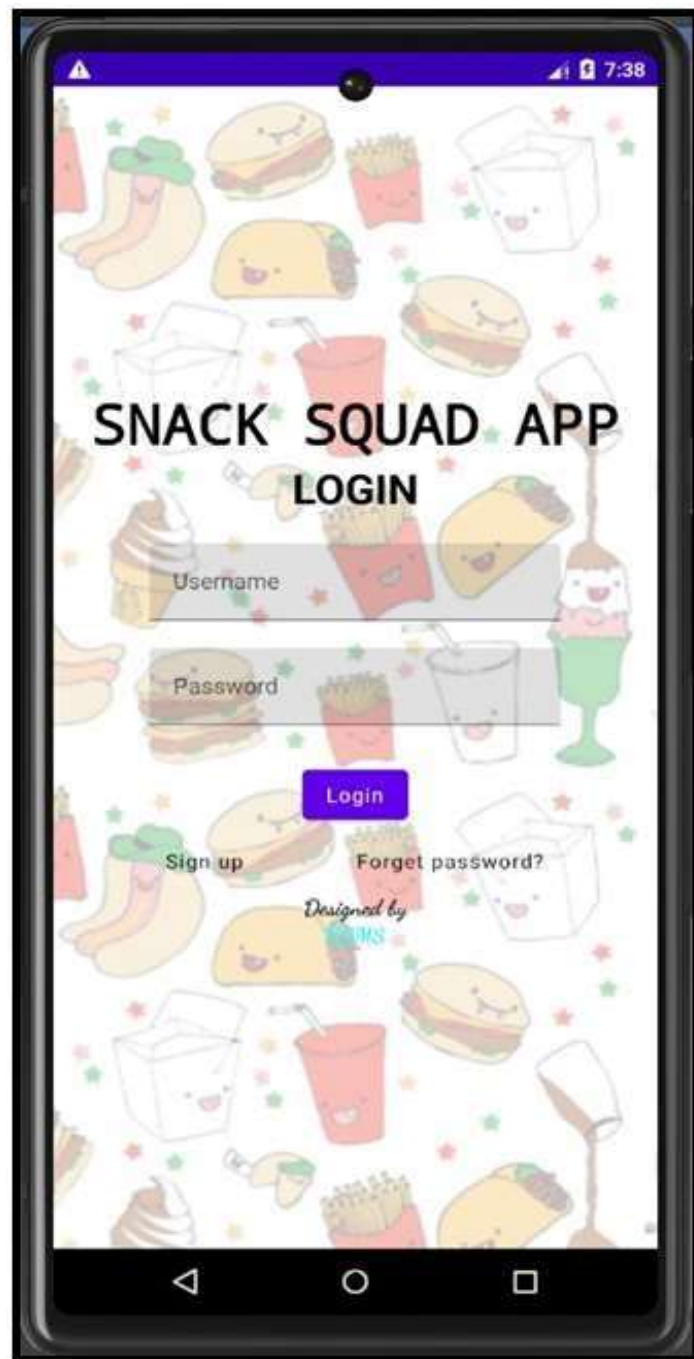 7:38
SNACK SQUAD APP
LOGIN
Username
Password
Login
Sign up Forget password?
Designed by